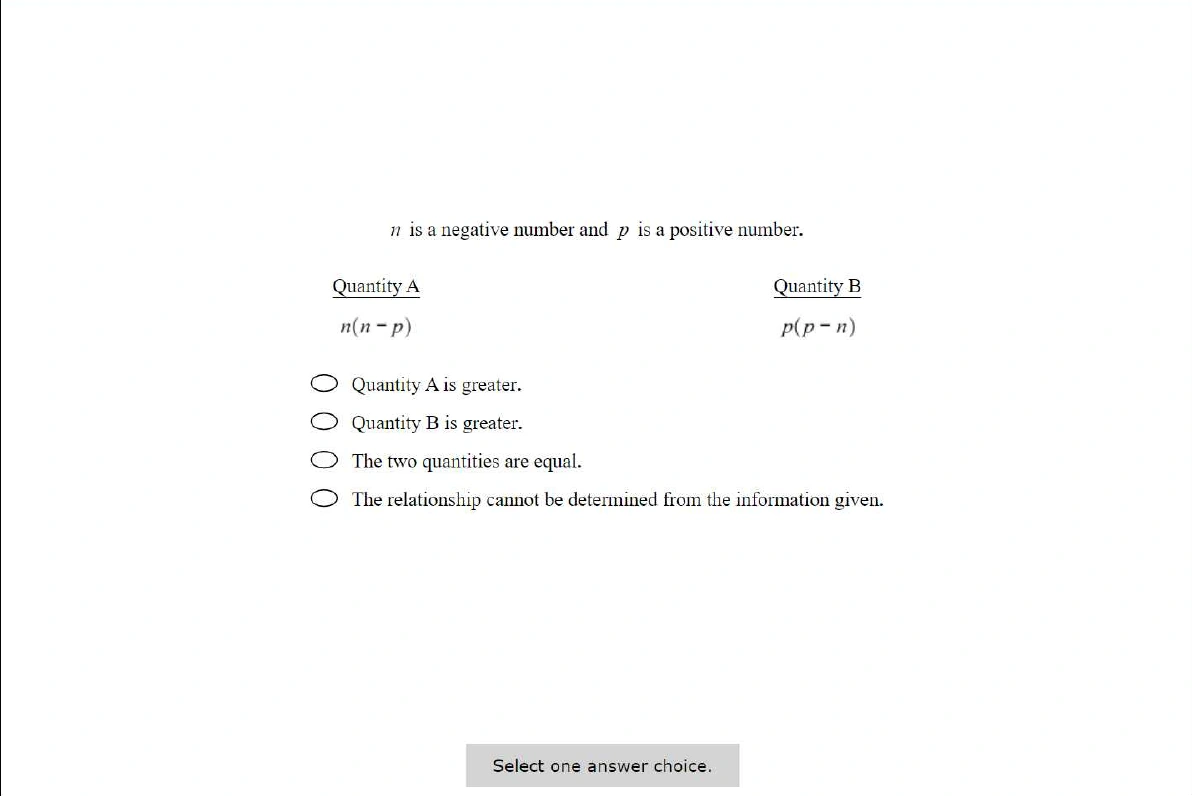 n is a negative number and p is a positive number.
Quantity A Quantity B
n(n − p) p(p − n)
Quantity A is greater.
Quantity B is greater.
The two quantities are equal.
The relationship cannot be determined from the information given.
Select one answer choice.